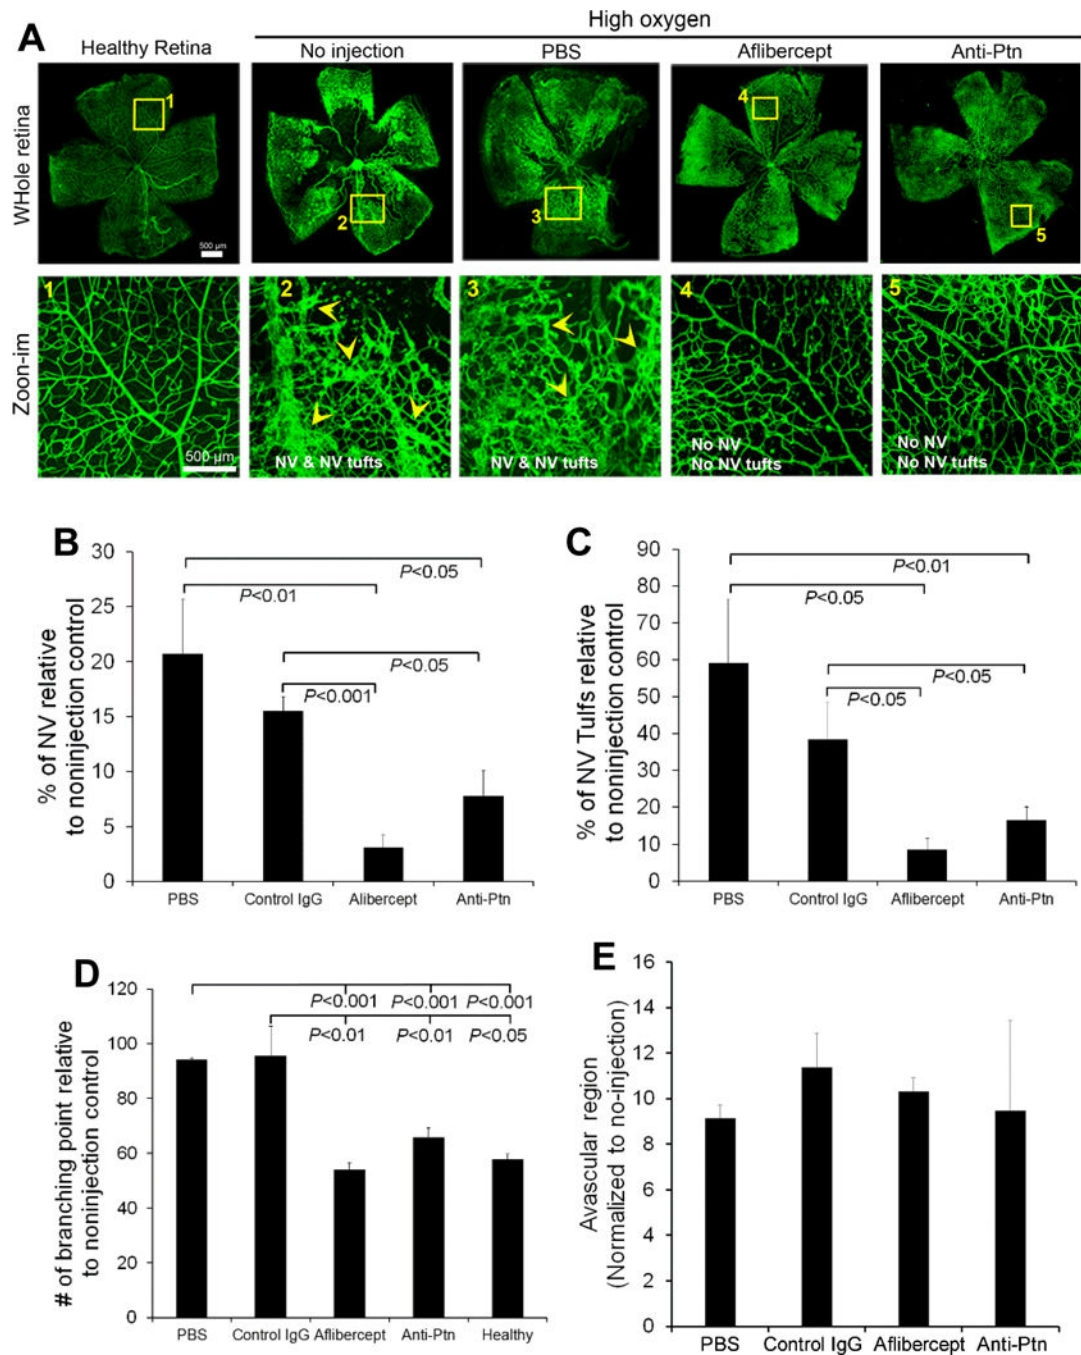 A
High oxygen
Healthy Retina
No injection
PBS
Aflibercept
Anti-Ptn
WHole retina
1
2
3
4
5
500 µm
Zoon-im
1
2
3
4
5
500 µm
NV & NV tufts
NV & NV tufts
No NV
No NV tufts
No NV
No NV tufts
B
% of NV relative
to noninjection control
30
25
20
15
10
5
0
P<0.05
P<0.01
P<0.05
P<0.001
PBS
Control IgG
Alibercept
Anti-Ptn
C
% of NV Tulfs relative
to noninjection control
90
80
70
60
50
40
30
20
10
0
P<0.01
P<0.05
P<0.05
P<0.05
PBS
Control IgG
Aflibercept
Anti-Ptn
D
# of branching point relative
to noninjection control
120
100
80
60
40
20
0
P<0.001
P<0.001
P<0.001
P<0.01
P<0.01
P<0.05
PBS
Control IgG
Aflibercept
Anti-Ptn
Healthy
E
Avascular region
(Normalized to no-injection)
16
14
12
10
8
6
4
2
0
PBS
Control IgG
Aflibercept
Anti-Ptn